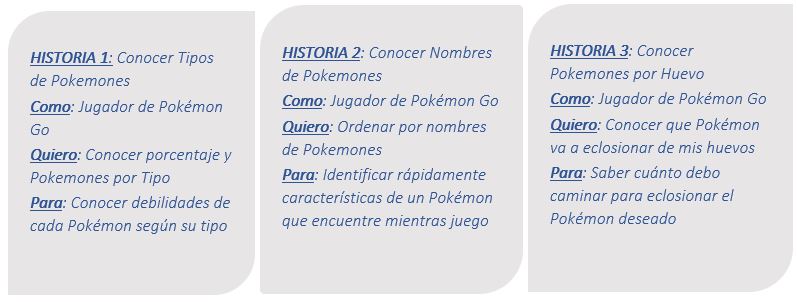 HISTORIA 1: Conocer Tipos
de Pokemones
Como: Jugador de Pokémon
Go
Quiero: Conocer porcentaje y
Pokemones por Tipo
Para: Conocer debilidades de
cada Pokémon según su tipo
HISTORIA 2: Conocer Nombres
de Pokemones
Como: Jugador de Pokémon Go
Quiero: Ordenar por nombres
de Pokemones
Para: Identificar rápidamente
características de un Pokémon
que encuentre mientras juego
HISTORIA 3: Conocer
Pokemones por Huevo
Como: Jugador de Pokémon Go
Quiero: Conocer que Pokémon
va a eclosionar de mis huevos
Para: Saber cuánto debo
caminar para eclosionar el
Pokémon deseado